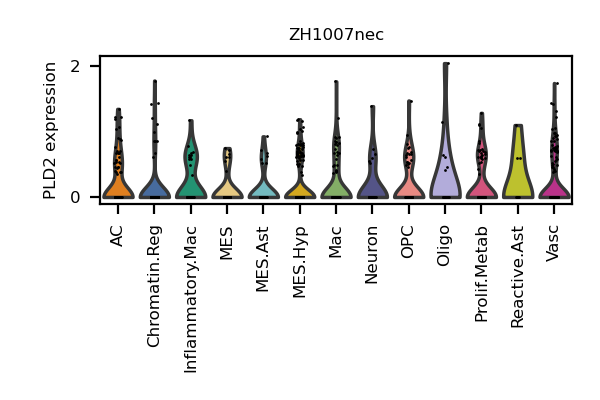 ZH1007nec
PLD2 expression
2
0
AC
Chromatin.Reg
Inflammatory.Mac
MES
MES.Ast
MES.Hyp
Mac
Neuron
OPC
Oligo
Prolif.Metab
Reactive.Ast
Vasc